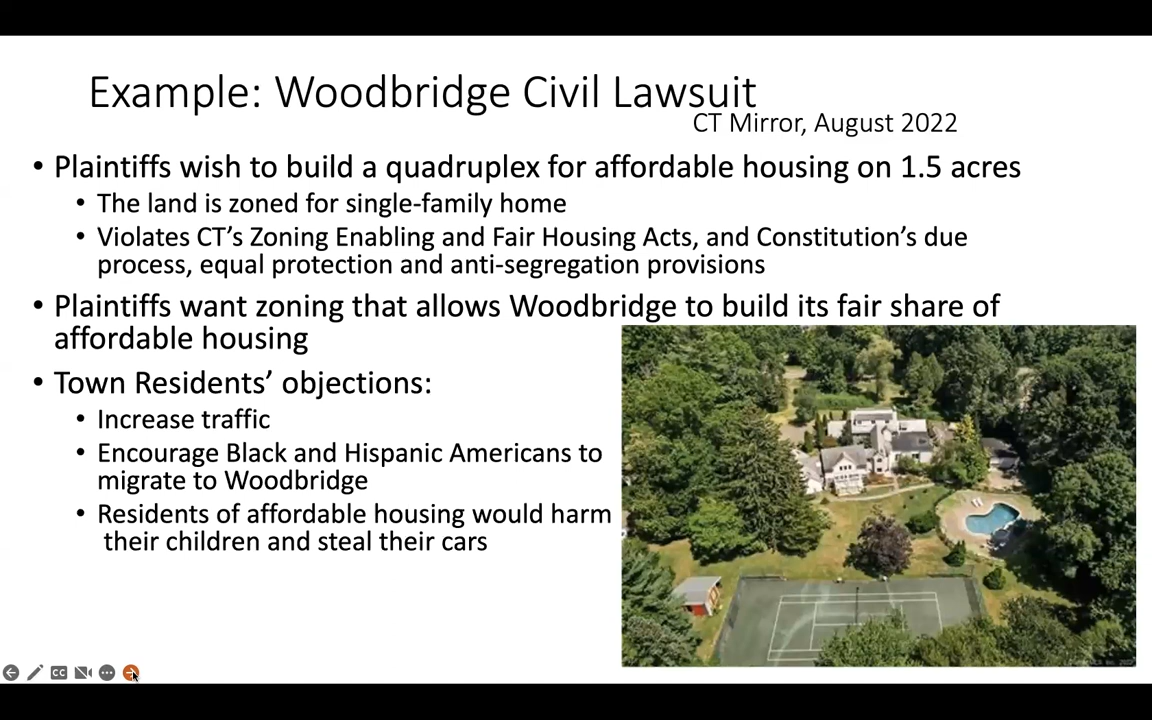 Example: Woodbridge Civil Lawsuit
CT Mirror, August 2022
• Plaintiffs wish to build a quadruplex for affordable housing on 1.5 acres
• The land is zoned for single-family home
• Violates CT's Zoning Enabling and Fair Housing Acts, and Constitution's due
process, equal protection and anti-segregation provisions
• Plaintiffs want zoning that allows Woodbridge to build its fair share of
affordable housing
• Town Residents' objections:
• Increase traffic
• Encourage Black and Hispanic Americans to
migrate to Woodbridge
• Residents of affordable housing would harm
their children and steal their cars
CC